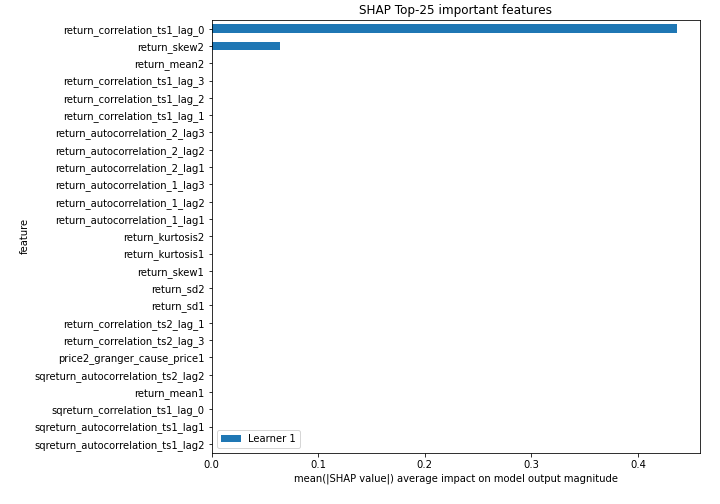 SHAP Top-25 important features
return_correlation_ts1_lag_0
return_skew2
return_mean2
return_correlation_ts1_lag_3
return_correlation_ts1_lag_2
return_correlation_ts1_lag_1
return_autocorrelation_2_lag3
return_autocorrelation_2_lag2
return_autocorrelation_2_lag1
return_autocorrelation_1_lag3
return_autocorrelation_1_lag2
return_autocorrelation_1_lag1
return_kurtosis2
return_kurtosis1
return_skew1
return_sd2
return_sd1
return_correlation_ts2_lag_1
return_correlation_ts2_lag_3
price2_granger_cause_price1
sqreturn_autocorrelation_ts2_lag2
return_mean1
sqreturn_correlation_ts1_lag_0
sqreturn_autocorrelation_ts1_lag1
sqreturn_autocorrelation_ts1_lag2
feature
Learner 1
0.0 0.1 0.2 0.3 0.4
mean(|SHAP value|) average impact on model output magnitude